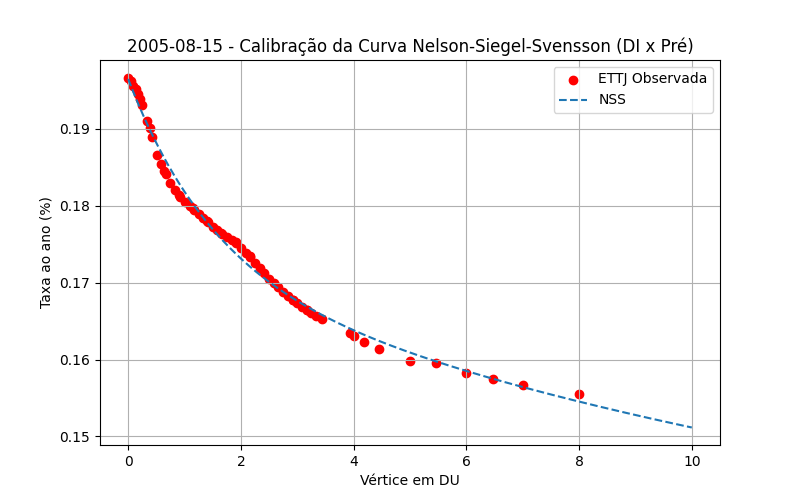 2005-08-15 - Calibração da Curva Nelson-Siegel-Svensson (DI x Pré)
ETTJ Observada
NSS
Taxa ao ano (%)
0.19
0.18
0.17
0.16
0.15
0
2
4
6
8
10
Vértice em DU